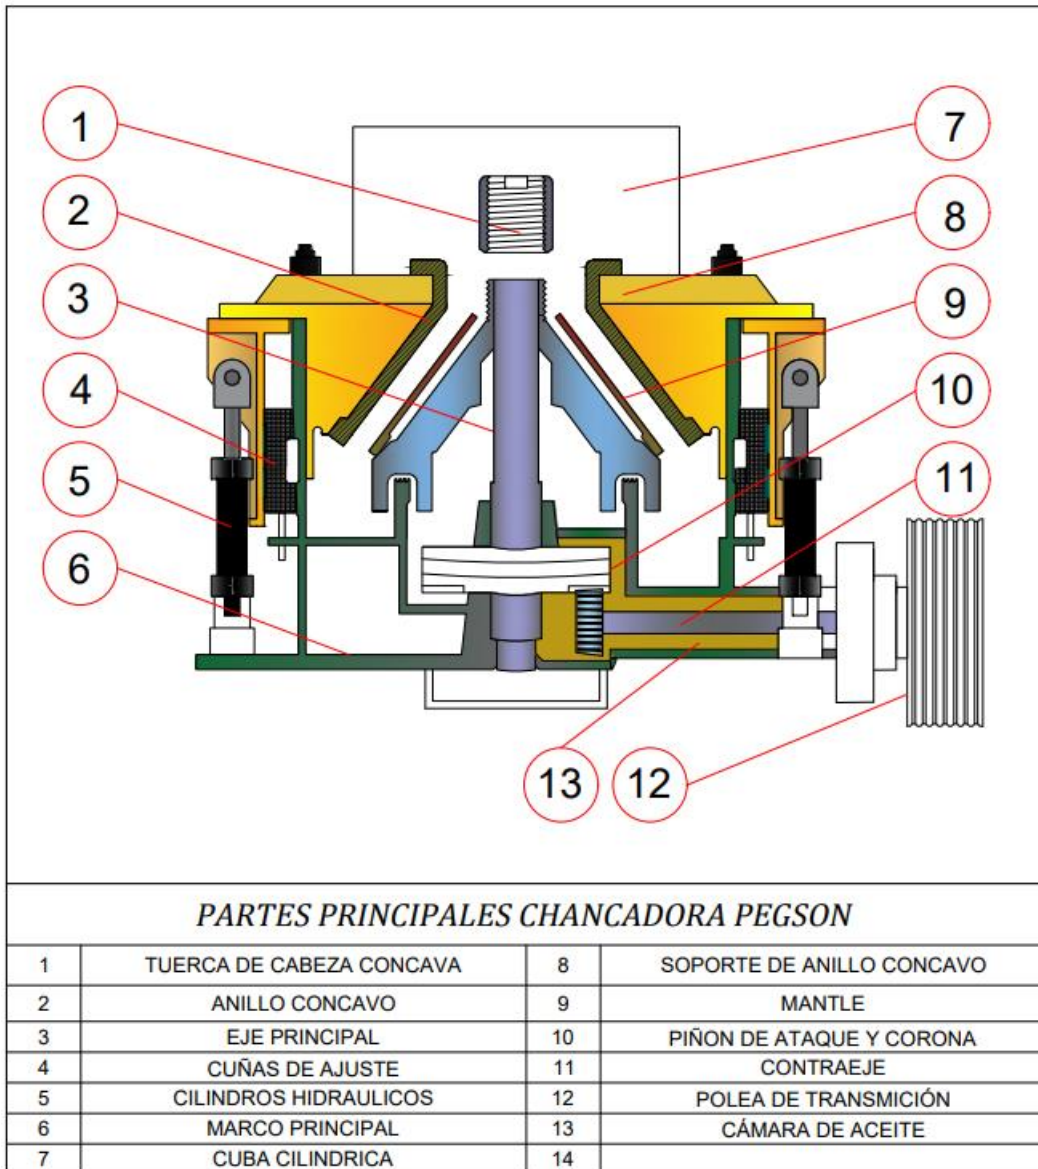 1
7
2
8
3
9
4
10
5
11
6
13
12
PARTES PRINCIPALES CHANCADORA PEGSON
1 TUERCA DE CABEZA CONCAVA 8 SOPORTE DE ANILLO CONCAVO
2 ANILLO CONCAVO 9 MANTLE
3 EJE PRINCIPAL 10 PIÑON DE ATAQUE Y CORONA
4 CUÑAS DE AJUSTE 11 CONTRAEJE
5 CILINDROS HIDRAULICOS 12 POLEA DE TRANSMICIÓN
6 MARCO PRINCIPAL 13 CÁMARA DE ACEITE
7 CUBA CILINDRICA 14